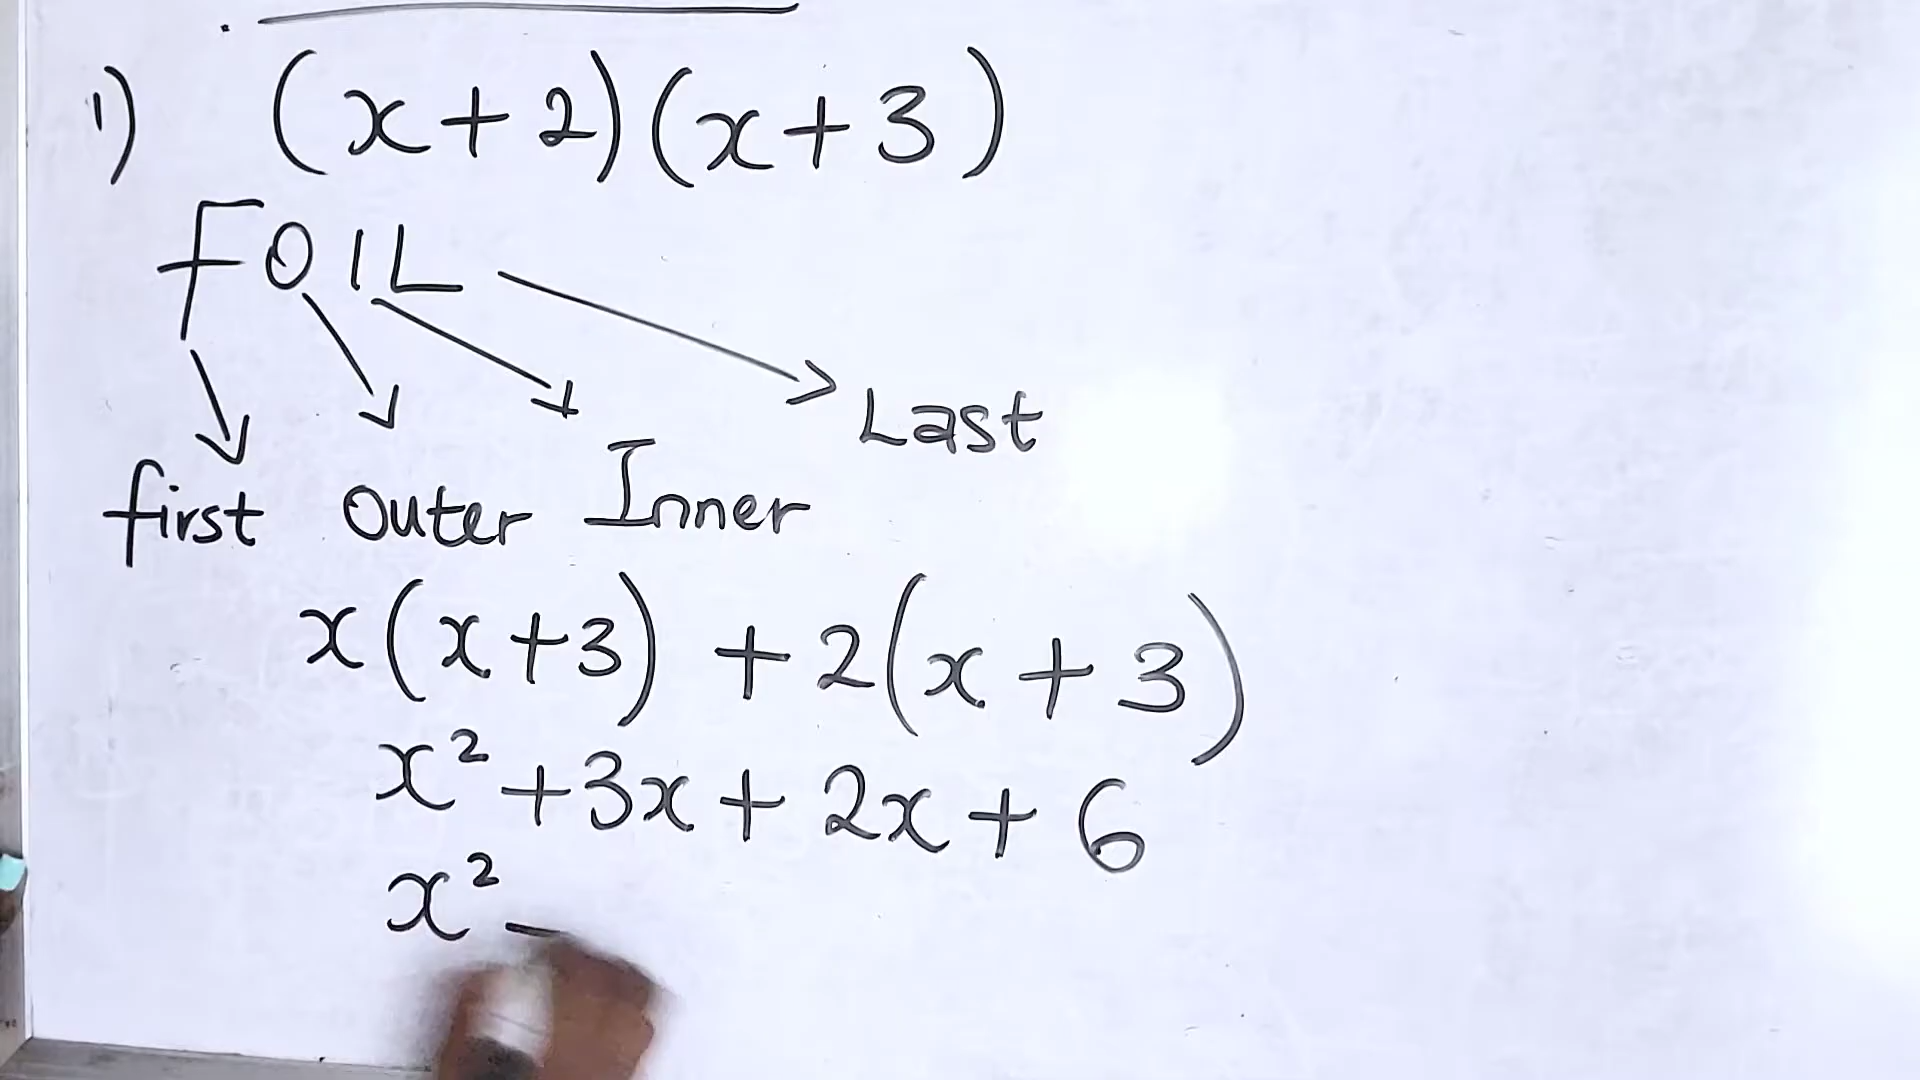 1) (x+2)(x+3)
FOIL
Last
first Outer Inner
x(x+3) + 2(x+3)
x² +3x + 2x + 6
x² –